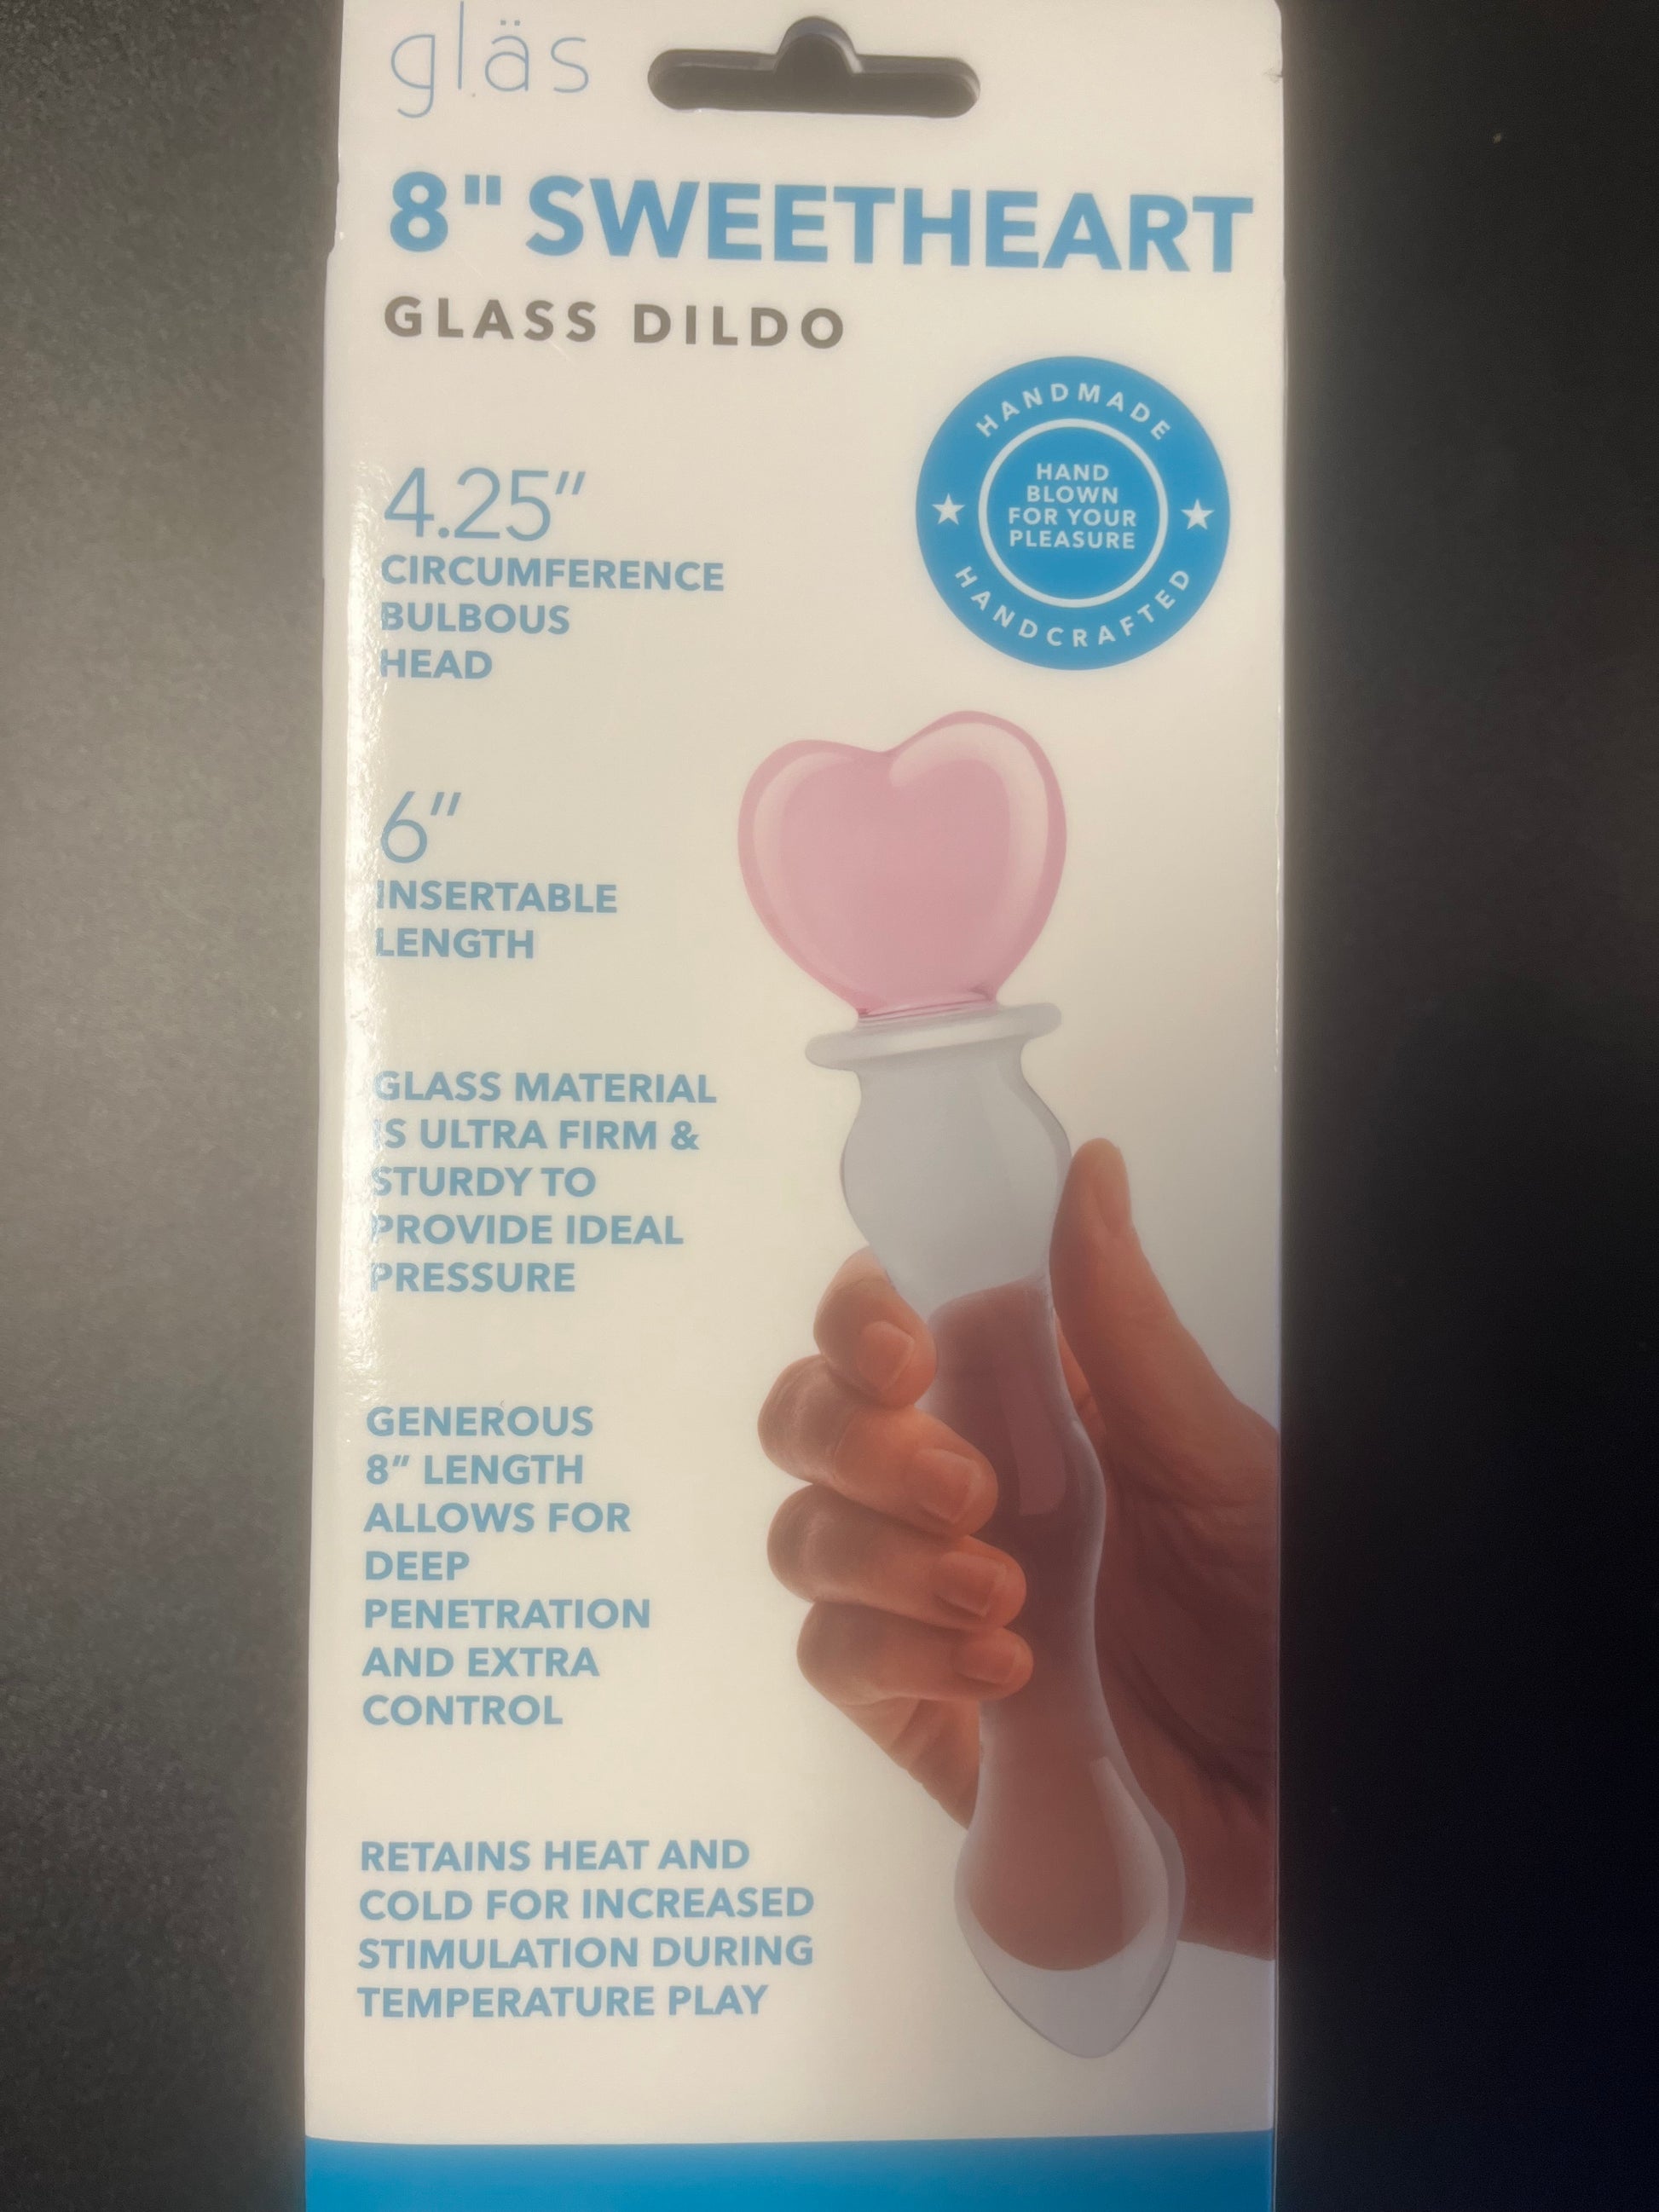 gläs
8" SWEETHEART
GLASS DILDO
HANDMADE
HAND
BLOWN
FOR YOUR
PLEASURE
HANDCRAFTED
4.25”
CIRCUMFERENCE
BULBOUS
HEAD
6”
INSERTABLE
LENGTH
GLASS MATERIAL
IS ULTRA FIRM &
STURDY TO
PROVIDE IDEAL
PRESSURE
GENEROUS
8” LENGTH
ALLOWS FOR
DEEP
PENETRATION
AND EXTRA
CONTROL
RETAINS HEAT AND
COLD FOR INCREASED
STIMULATION DURING
TEMPERATURE PLAY